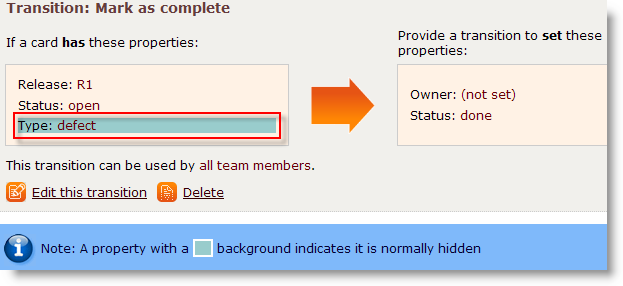 Transition: Mark as complete
If a card has these properties:
Release: R1
Status: open
Type: defect
Provide a transition to set these
properties:
Owner: (not set)
Status: done
This transition can be used by all team members.
Edit this transition Delete
Note: A property with a background indicates it is normally hidden